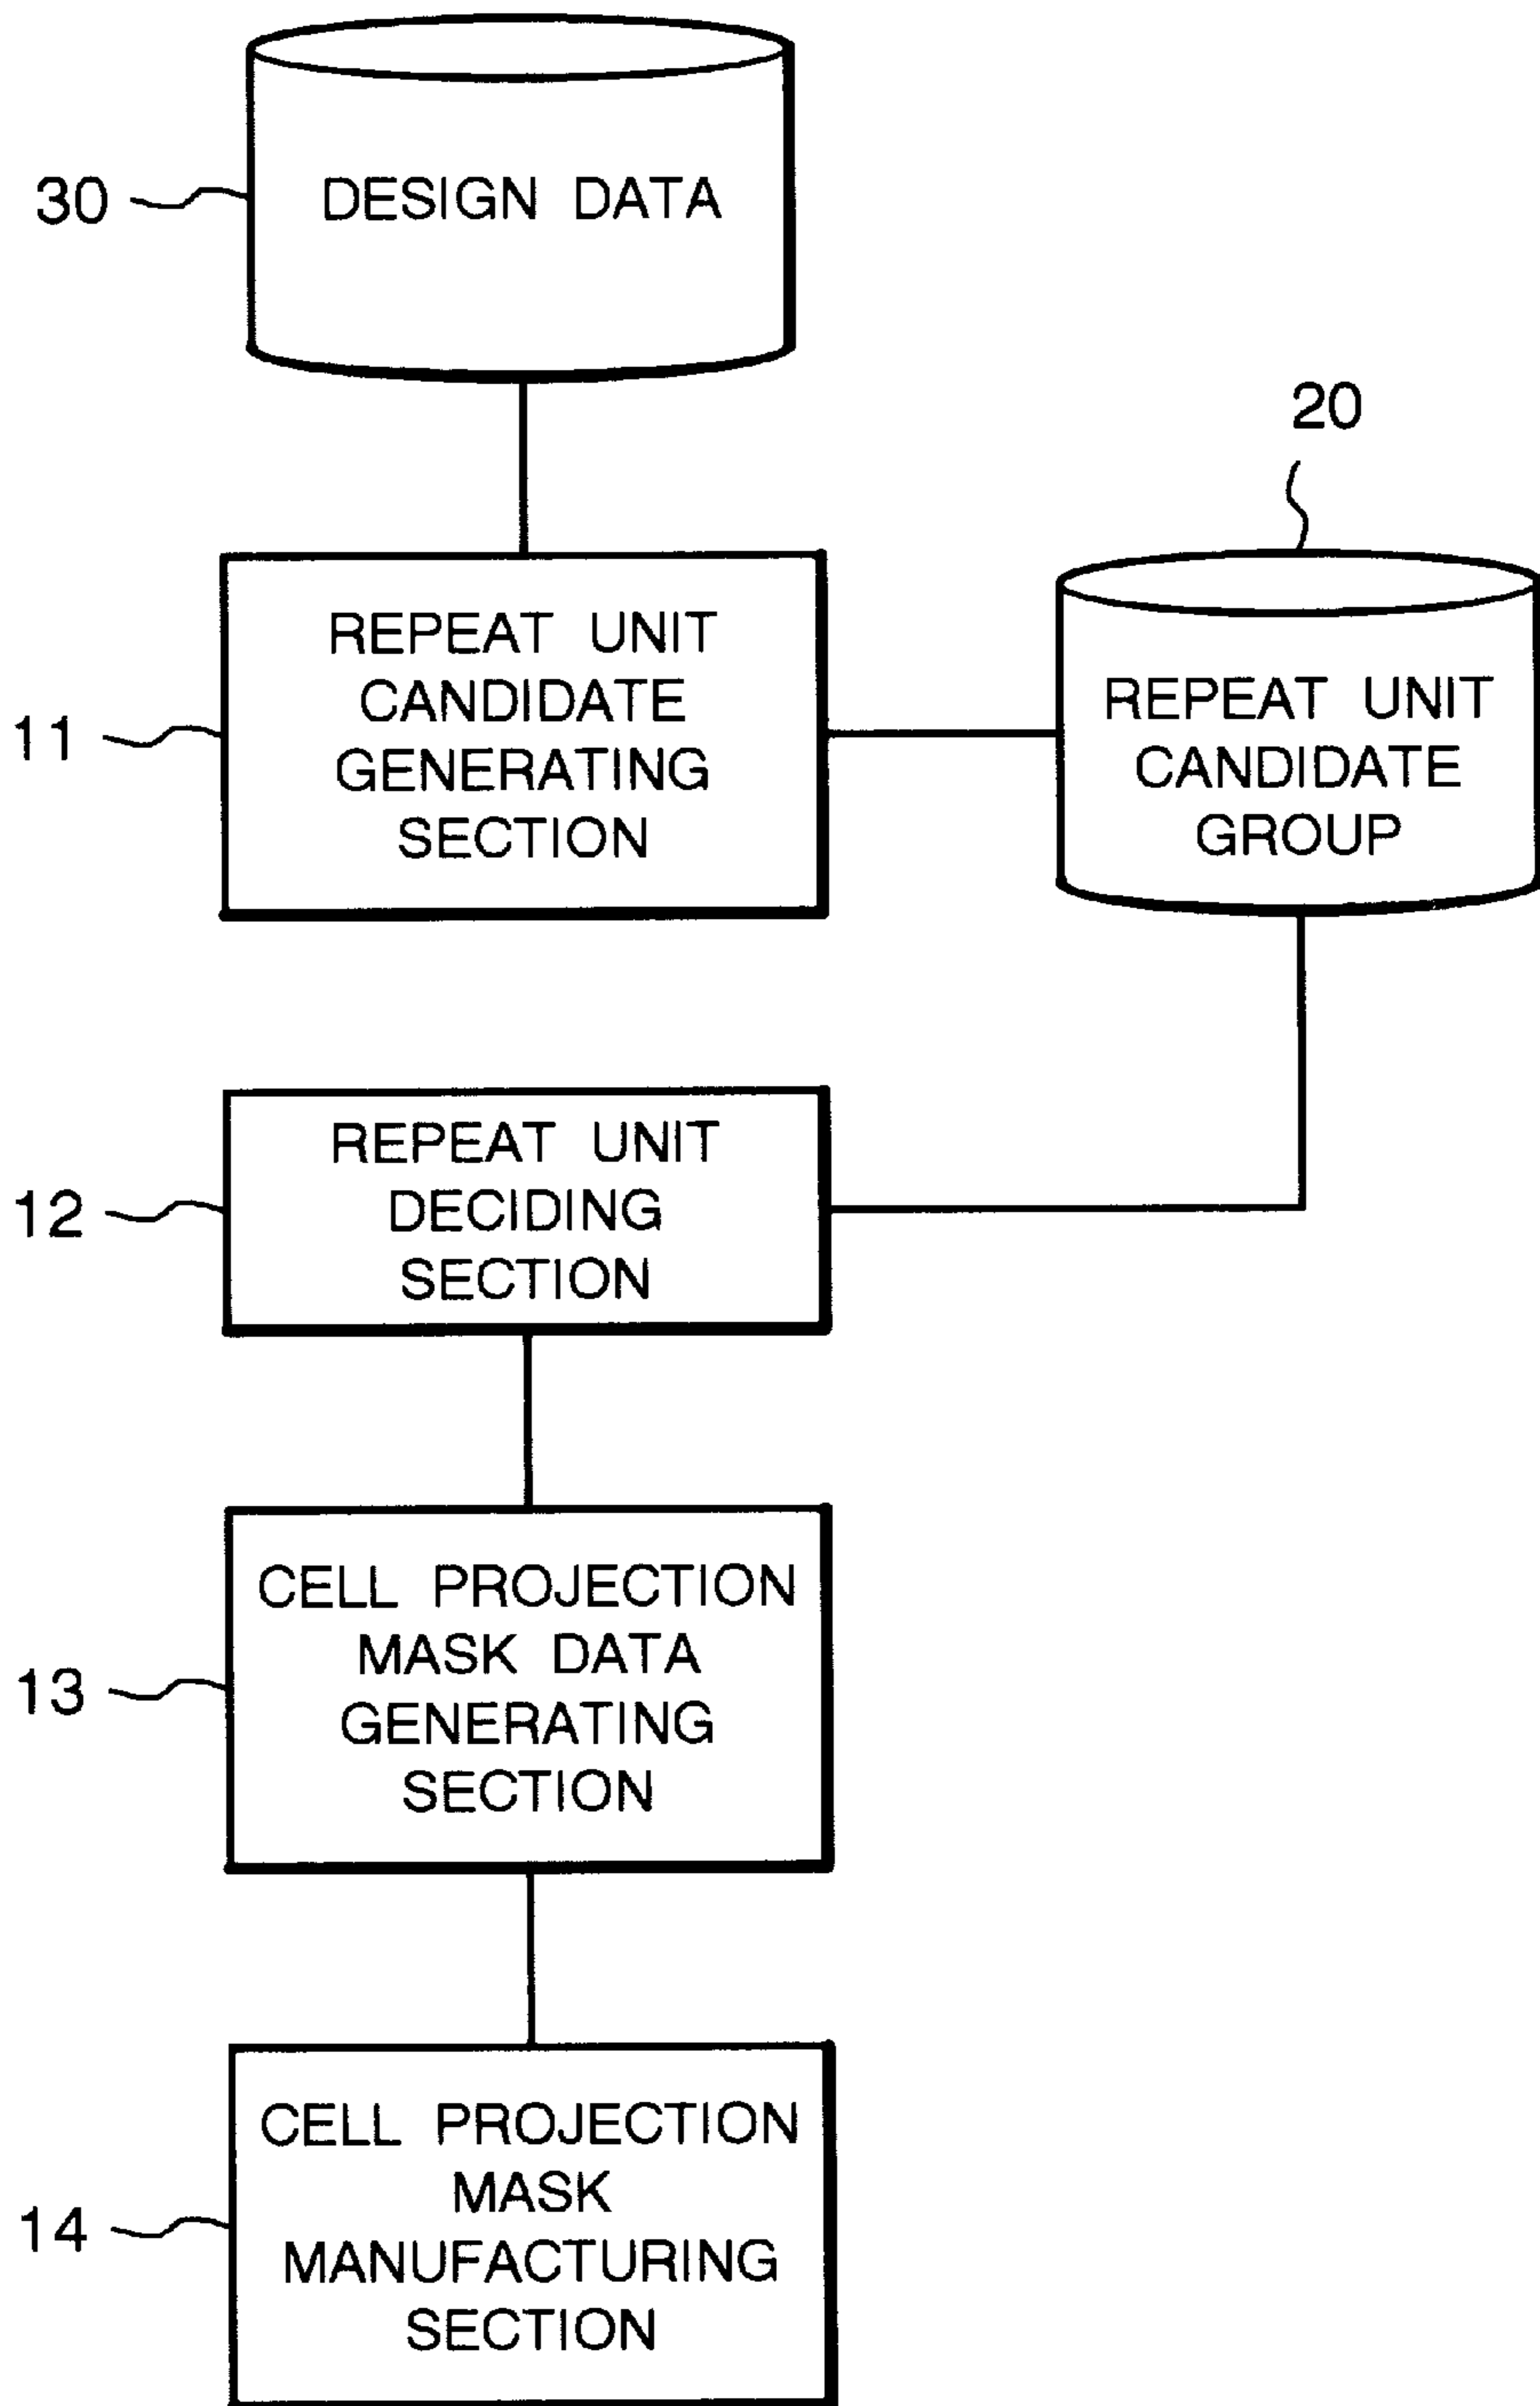 30
DESIGN DATA
20
11
REPEAT UNIT
CANDIDATE
GENERATING
SECTION
REPEAT UNIT
CANDIDATE
GROUP
12
REPEAT UNIT
DECIDING
SECTION
13
CELL PROJECTION
MASK DATA
GENERATING
SECTION
14
CELL PROJECTION
MASK
MANUFACTURING
SECTION